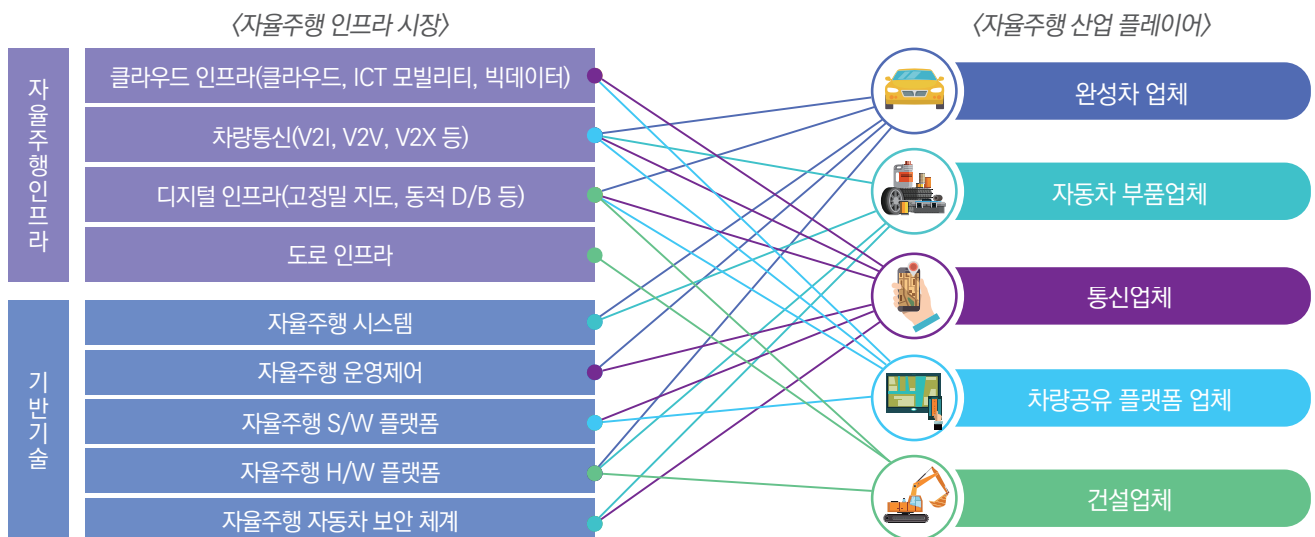 〈자율주행 인프라 시장〉
〈자율주행 산업 플레이어〉
자율주행인프라
클라우드 인프라(클라우드, ICT 모빌리티, 빅데이터)
차량통신(V2I, V2V, V2X 등)
디지털 인프라(고정밀 지도, 동적 D/B 등)
도로 인프라
기반기술
자율주행 시스템
자율주행 운영제어
자율주행 S/W 플랫폼
자율주행 H/W 플랫폼
자율주행 자동차 보안 체계
완성차 업체
자동차 부품업체
통신업체
차량공유 플랫폼 업체
건설업체